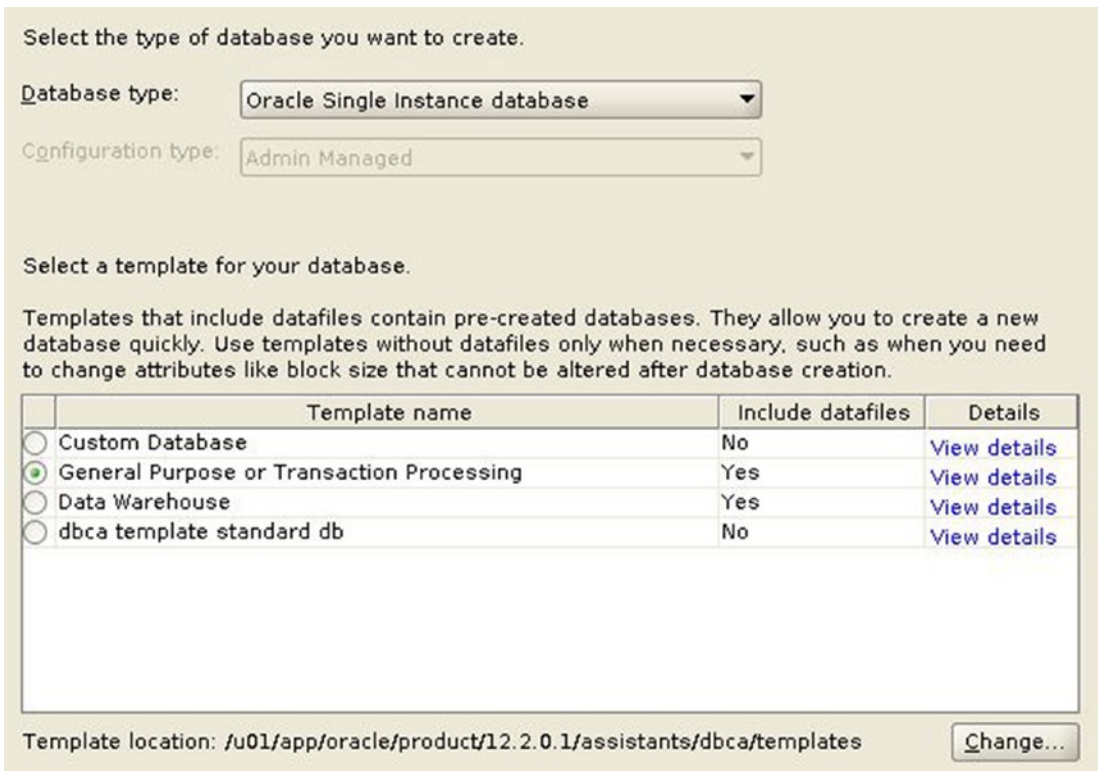 Select the type of database you want to create.
Database type: Oracle Single Instance database
Configuration type: Admin Managed
Select a template for your database.
Templates that include datafiles contain pre-created databases. They allow you to create a new
database quickly. Use templates without datafiles only when necessary, such as when you need
to change attributes like block size that cannot be altered after database creation.
Template name Include datafiles Details
Custom Database No View details
General Purpose or Transaction Processing Yes View details
Data Warehouse Yes View details
dbca template standard db No View details
Template location: /u01/app/oracle/product/12.2.0.1/assistants/dbca/templates Change...